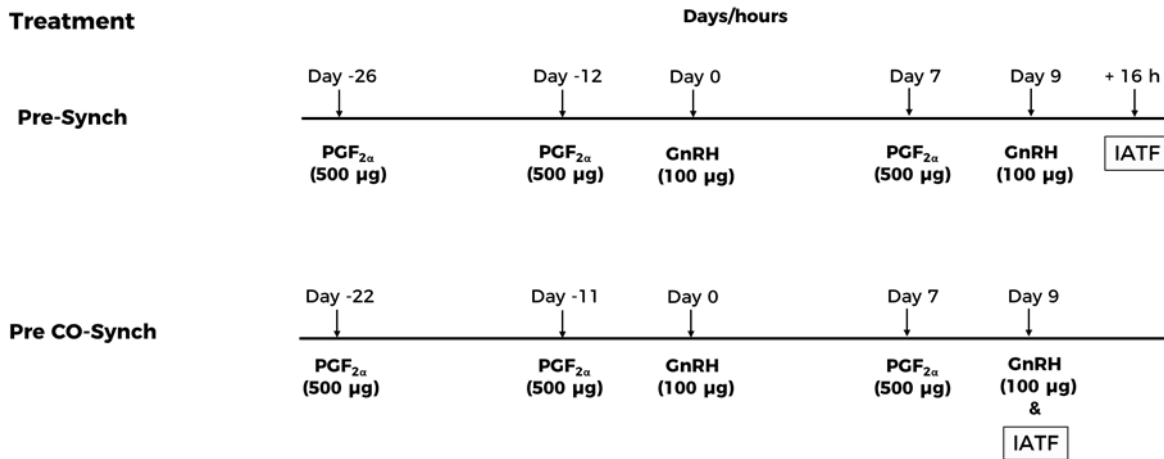 Treatment
Days/hours
Day -26 Day -12 Day 0 Day 7 Day 9 + 16 h
Pre-Synch
PGF₂α PGF₂α GnRH PGF₂α GnRH IATF
(500 µg) (500 µg) (100 µg) (500 µg) (100 µg)
Day -22 Day -11 Day 0 Day 7 Day 9
Pre CO-Synch
PGF₂α PGF₂α GnRH PGF₂α GnRH
(500 µg) (500 µg) (100 µg) (500 µg) (100 µg)
&
IATF